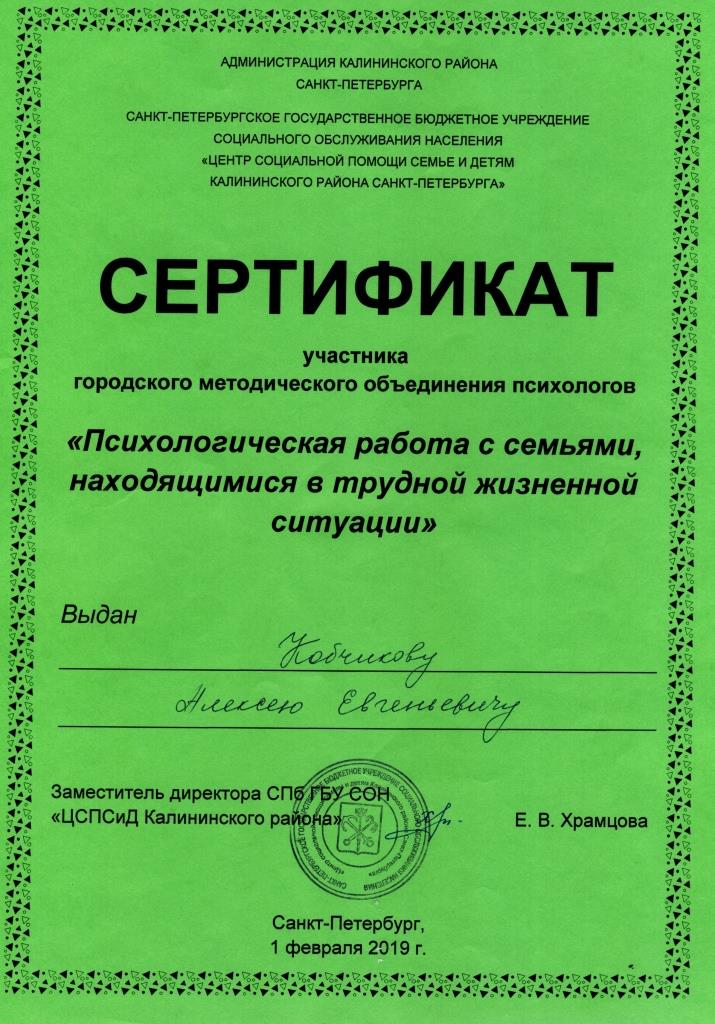 АДМИНИСТРАЦИЯ КАЛИНИНСКОГО РАЙОНА
САНКТ-ПЕТЕРБУРГА
САНКТ-ПЕТЕРБУРГСКОЕ ГОСУДАРСТВЕННОЕ БЮДЖЕТНОЕ УЧРЕЖДЕНИЕ
СОЦИАЛЬНОГО ОБСЛУЖИВАНИЯ НАСЕЛЕНИЯ
«ЦЕНТР СОЦИАЛЬНОЙ ПОМОЩИ СЕМЬЕ И ДЕТЯМ
КАЛИНИНСКОГО РАЙОНА САНКТ-ПЕТЕРБУРГА»
СЕРТИФИКАТ
участника
городского методического объединения психологов
«Психологическая работа с семьями,
находящимися в трудной жизненной
ситуации»
Выдан
Кобчикову
Алексею Евгеньевичу
Заместитель директора СПб ГБУ СОН
«ЦСПСиД Калининского района»
Е. В. Храмцова
Санкт-Петербург,
1 февраля 2019 г.